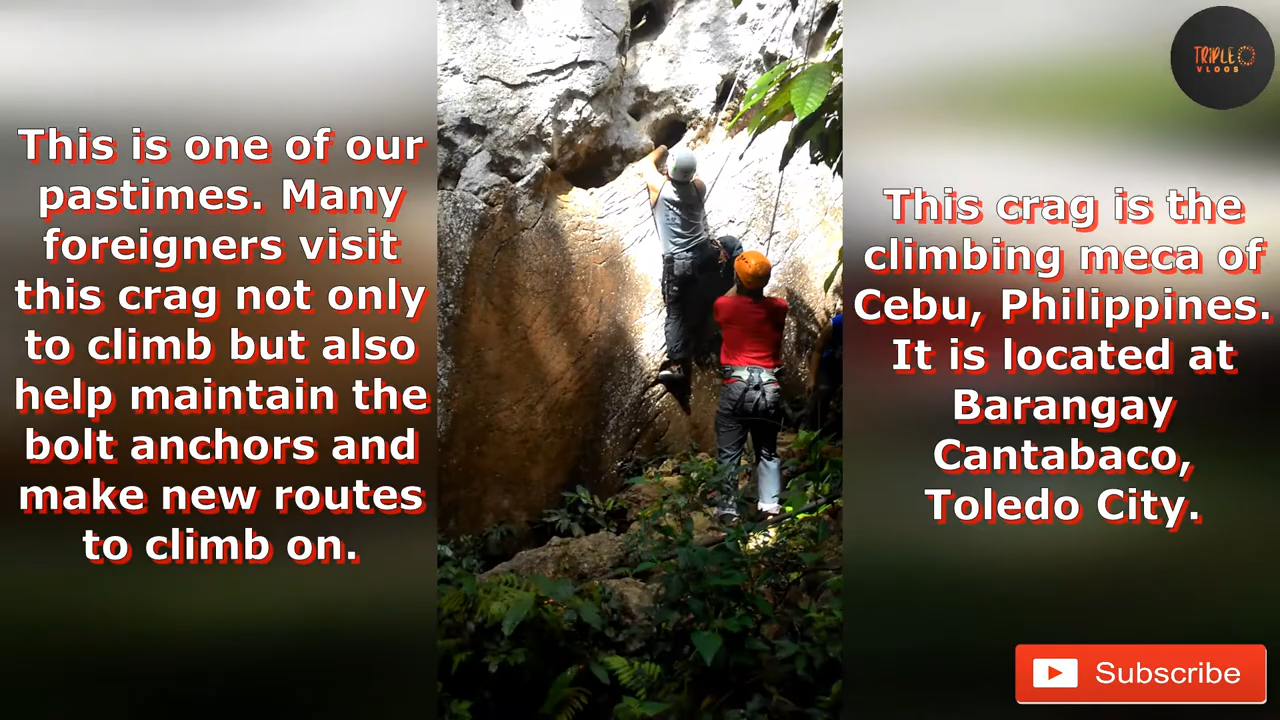 This is one of our
pastimes. Many
foreigners visit
this crag not only
to climb but also
help maintain the
bolt anchors and
make new routes
to climb on.
TRIPLE O
VLOGS
This crag is the
climbing meca of
Cebu, Philippines.
It is located at
Barangay
Cantabaco,
Toledo City.
Subscribe